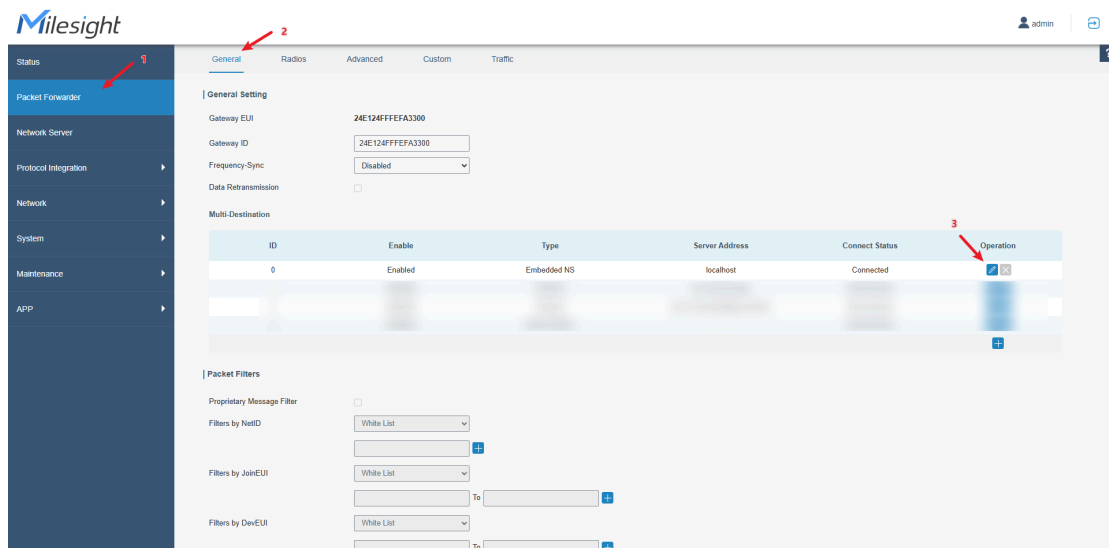 Milesight
admin
1
2
Status
General Radios Advanced Custom Traffic
?
Packet Forwarder
General Setting
Gateway EUI 24E124FFFEFA3300
Network Server
Gateway ID 24E124FFFEFA3300
Protocol Integration
Frequency-Sync Disabled
Data Retransmission
Network
Multi-Destination
3
System
ID Enable Type Server Address Connect Status Operation
Maintenance
0 Enabled Embedded NS localhost Connected
APP
Packet Filters
Proprietary Message Filter
Filters by NetID White List
Filters by JoinEUI White List
To
Filters by DevEUI White List
To